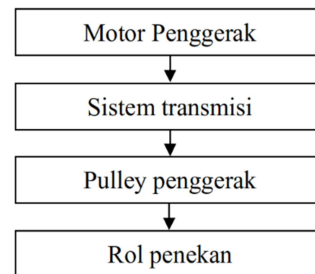 Motor Penggerak
Sistem transmisi
Pulley penggerak
Rol penekan